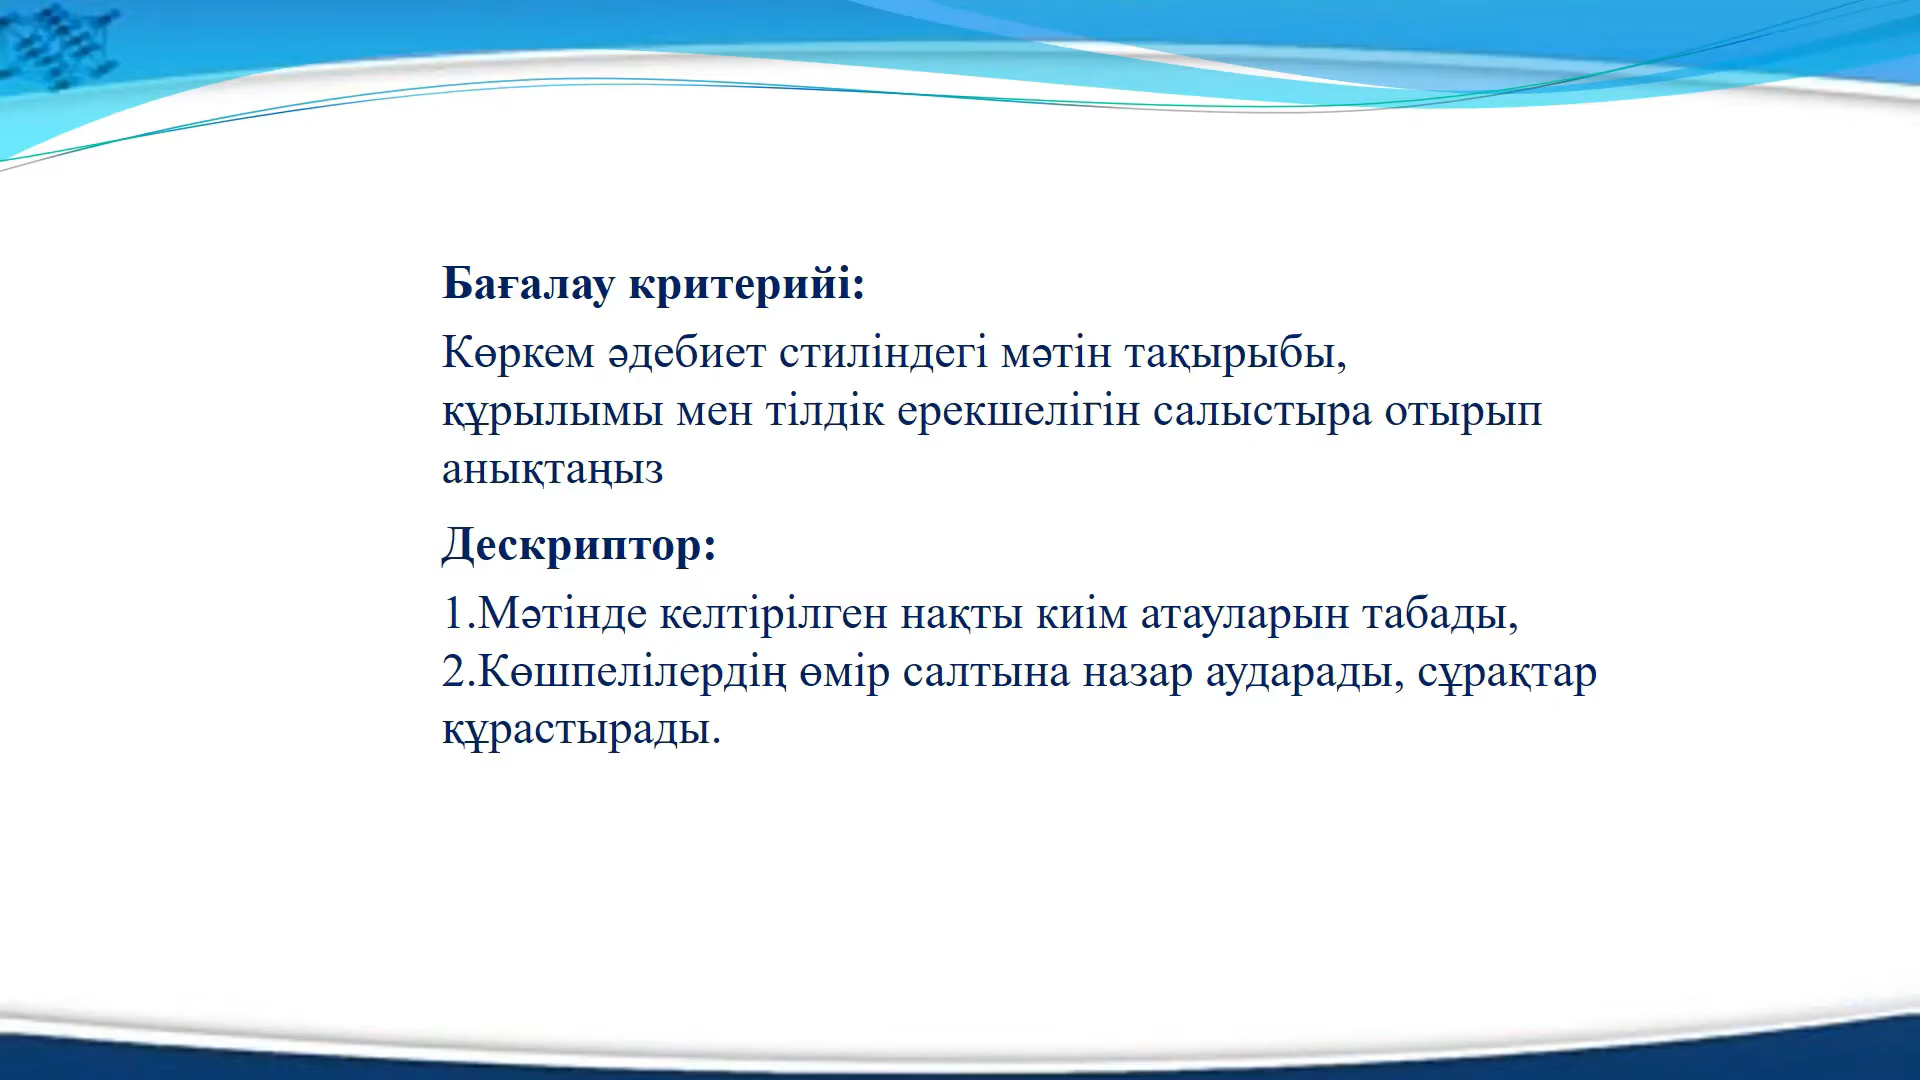 Бағалау критерийі:
Көркем әдебиет стиліндегі мәтін тақырыбы,
құрылымы мен тілдік ерекшелігін салыстыра отырып
анықтаңыз
Дескриптор:
1.Мәтінде келтірілген нақты киім атауларын табады,
2.Көшпелілердің өмір салтына назар аударады, сұрақтар
құрастырады.